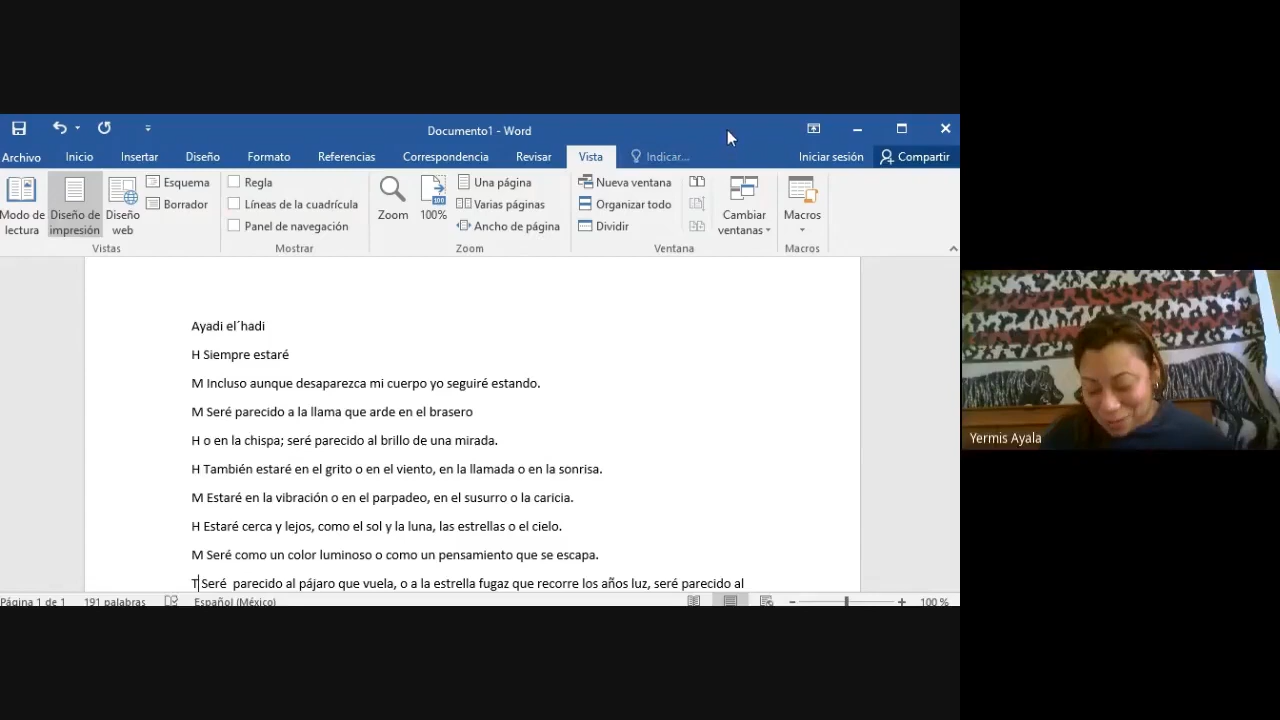 Documento1 - Word
Archivo Inicio Insertar Diseño Formato Referencias Correspondencia Revisar Vista Indicar... Iniciar sesión Compartir
Modo de lectura
Diseño de impresión
Diseño web
Esquema
Borrador
Vistas
Regla
Líneas de la cuadrícula
Panel de navegación
Mostrar
Zoom
100
100%
Una página
Varias páginas
Ancho de página
Zoom
Nueva ventana
Organizar todo
Dividir
Cambiar ventanas
Ventana
Macros
Macros
Ayadi el´hadi
H Siempre estaré
M Incluso aunque desaparezca mi cuerpo yo seguiré estando.
M Seré parecido a la llama que arde en el brasero
H o en la chispa; seré parecido al brillo de una mirada.
H También estaré en el grito o en el viento, en la llamada o en la sonrisa.
M Estaré en la vibración o en el parpadeo, en el susurro o la caricia.
H Estaré cerca y lejos, como el sol y la luna, las estrellas o el cielo.
M Seré como un color luminoso o como un pensamiento que se escapa.
T Seré  parecido al pájaro que vuela, o a la estrella fugaz que recorre los años luz, seré parecido al
Página 1 de 1 191 palabras Español (México) 100 %
Yermis Ayala